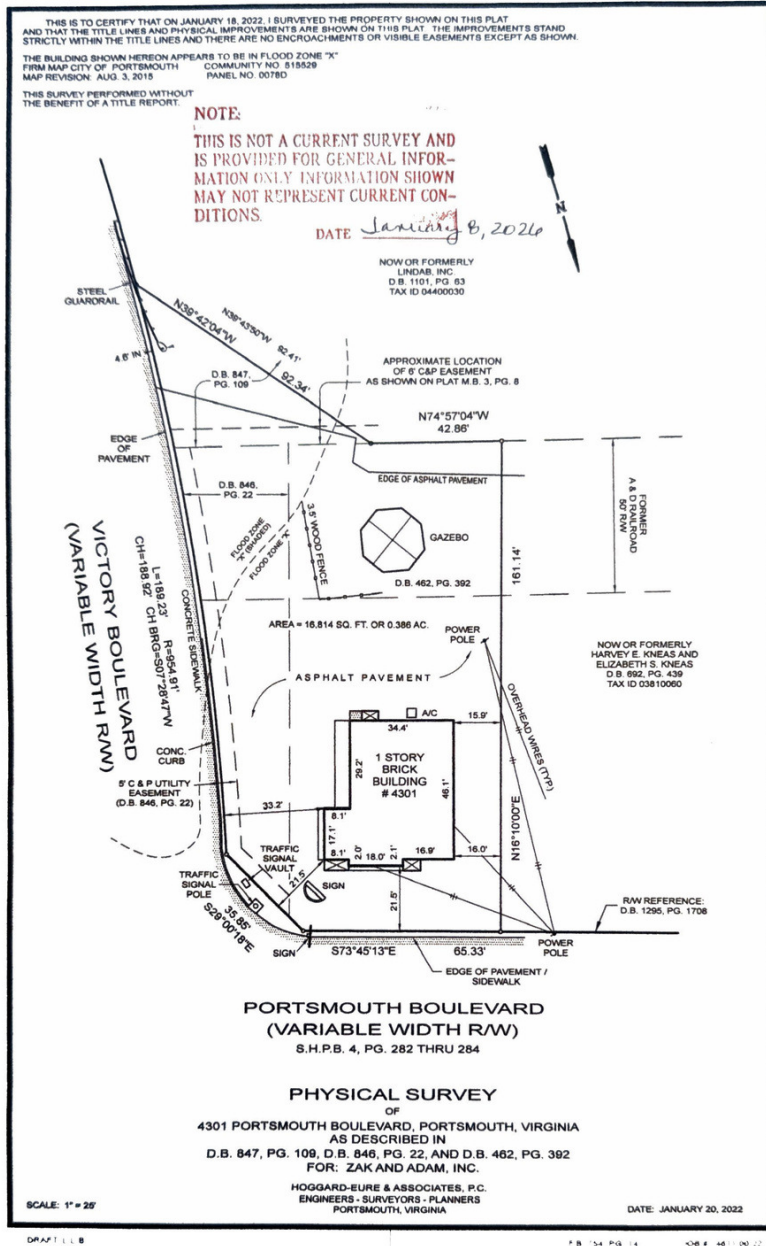 THIS IS TO CERTIFY THAT ON JANUARY 18, 2022, I SURVEYED THE PROPERTY SHOWN ON THIS PLAT
AND THAT THE TITLE LINES AND PHYSICAL IMPROVEMENTS ARE SHOWN ON THIS PLAT. THE IMPROVEMENTS STAND
STRICTLY WITHIN THE TITLE LINES AND THERE ARE NO ENCROACHMENTS OR VISIBLE EASEMENTS EXCEPT AS SHOWN.
THE BUILDING SHOWN HEREON APPEARS TO BE IN FLOOD ZONE "X"
FIRM MAP CITY OF PORTSMOUTH COMMUNITY NO. 515529
MAP REVISION: AUG. 3, 2015 PANEL NO. 0078D
THIS SURVEY PERFORMED WITHOUT
THE BENEFIT OF A TITLE REPORT.
NOTE:
THIS IS NOT A CURRENT SURVEY AND
IS PROVIDED FOR GENERAL INFOR-
MATION ONLY INFORMATION SHOWN
MAY NOT REPRESENT CURRENT CON-
DITIONS.
DATE January 8, 2026
N
NOW OR FORMERLY
LINDAB, INC.
D.B. 1101, PG. 63
TAX ID 04400030
STEEL
GUARDRAIL
N39°42'04"W
92.34'
N39°43'50"W
92.41'
4.6' IN
D.B. 847,
PG. 109
APPROXIMATE LOCATION
OF 6' C&P EASEMENT
AS SHOWN ON PLAT M.B. 3, PG. 8
N74°57'04"W
42.86'
EDGE
OF
PAVEMENT
EDGE OF ASPHALT PAVEMENT
D.B. 846,
PG. 22
FLOOD ZONE
"X" (SHADED)
FLOOD ZONE "X"
3.5' WOOD FENCE
GAZEBO
D.B. 462, PG. 392
161.14'
FORMER
A & D RAILROAD
50' R/W
VICTORY BOULEVARD
(VARIABLE WIDTH R/W)
L=189.23' R=954.91'
CH=188.92' CH BRG=S07°28'47"W
CONCRETE SIDEWALK
AREA = 16,814 SQ. FT. OR 0.386 AC.
POWER
POLE
NOW OR FORMERLY
HARVEY E. KNEAS AND
ELIZABETH S. KNEAS
D.B. 692, PG. 439
TAX ID 03810060
ASPHALT PAVEMENT
OVERHEAD WIRES (TYP.)
A/C
34.4'
15.9'
CONC.
CURB
1 STORY
BRICK
BUILDING
# 4301
29.2'
46.1'
5' C & P UTILITY
EASEMENT
(D.B. 846, PG. 22)
33.2'
8.1'
17.1'
N16°10'00"E
8.1'
2.0'
18.0'
2.1'
16.9'
16.0'
TRAFFIC
SIGNAL
VAULT
TRAFFIC
SIGNAL
POLE
21.5'
SIGN
21.5'
35.85'
S29°00'18"E
R/W REFERENCE:
D.B. 1295, PG. 1708
SIGN
S73°45'13"E
65.33'
POWER
POLE
EDGE OF PAVEMENT /
SIDEWALK
PORTSMOUTH BOULEVARD
(VARIABLE WIDTH R/W)
S.H.P.B. 4, PG. 282 THRU 284
PHYSICAL SURVEY
OF
4301 PORTSMOUTH BOULEVARD, PORTSMOUTH, VIRGINIA
AS DESCRIBED IN
D.B. 847, PG. 109, D.B. 846, PG. 22, AND D.B. 462, PG. 392
FOR: ZAK AND ADAM, INC.
HOGGARD-EURE & ASSOCIATES, P.C.
ENGINEERS - SURVEYORS - PLANNERS
PORTSMOUTH, VIRGINIA
SCALE: 1" = 25'
DATE: JANUARY 20, 2022